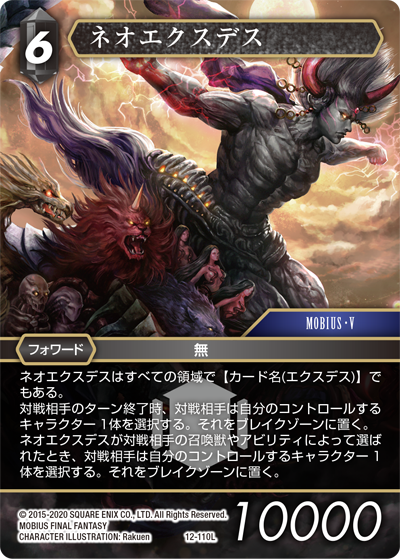 6
ネオエクスデス
MOBIUS・V
フォワード
無
ネオエクスデスはすべての領域で【カード名(エクスデス)】で
もある。
対戦相手のターン終了時、対戦相手は自分のコントロールする
キャラクター1体を選択する。それをブレイクゾーンに置く。
ネオエクスデスが対戦相手の召喚獣やアビリティによって選ば
れたとき、対戦相手は自分のコントロールするキャラクター1
体を選択する。それをブレイクゾーンに置く。
© 2015-2020 SQUARE ENIX CO., LTD. All Rights Reserved.
MOBIUS FINAL FANTASY
CHARACTER ILLUSTRATION: Rakuen
12-110L
10000